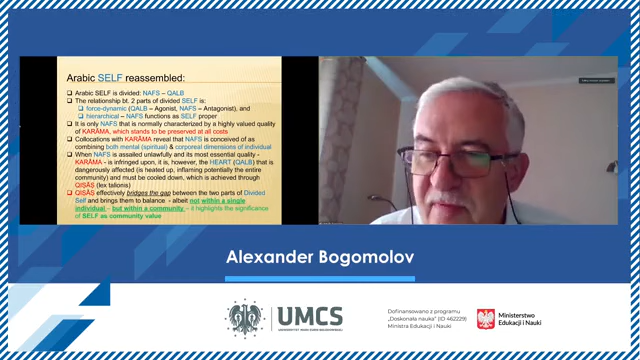 Arabic SELF reassembled:
Arabic SELF is divided: NAFS – QALB
The relationship bt. 2 parts of divided SELF is:
force-dynamic (QALB – Agonist, NAFS – Antagonist), and
hierarchical – NAFS functions as SELF proper
It is only NAFS that is normally characterized by a highly valued quality
of KARĀMA, which stands to be preserved at all costs
Collocations with KARĀMA reveal that NAFS is conceived of as
combining both mental (spiritual) & corporeal dimensions of individual
When NAFS is assailed unlawfully and its most essential quality -
KARĀMA - is infringed upon, it is, however, the HEART (QALB) that is
dangerously affected (is heated up, inflaming potentially the entire
community) and must be cooled down, which is achieved through
QIṢĀṢ (lex talionis)
QIṢĀṢ effectively bridges the gap between the two parts of Divided
Self and brings them to balance - albeit not within a single
individual – but within a community – it highlights the significance
of SELF as community value
Alexander Bogomolov
UMCS
UNIWERSYTET MARII CURIE-SKŁODOWSKIEJ
Dofinansowano z programu
„Doskonała nauka” (ID 462229)
Ministra Edukacji i Nauki
Ministerstwo
Edukacji i Nauki